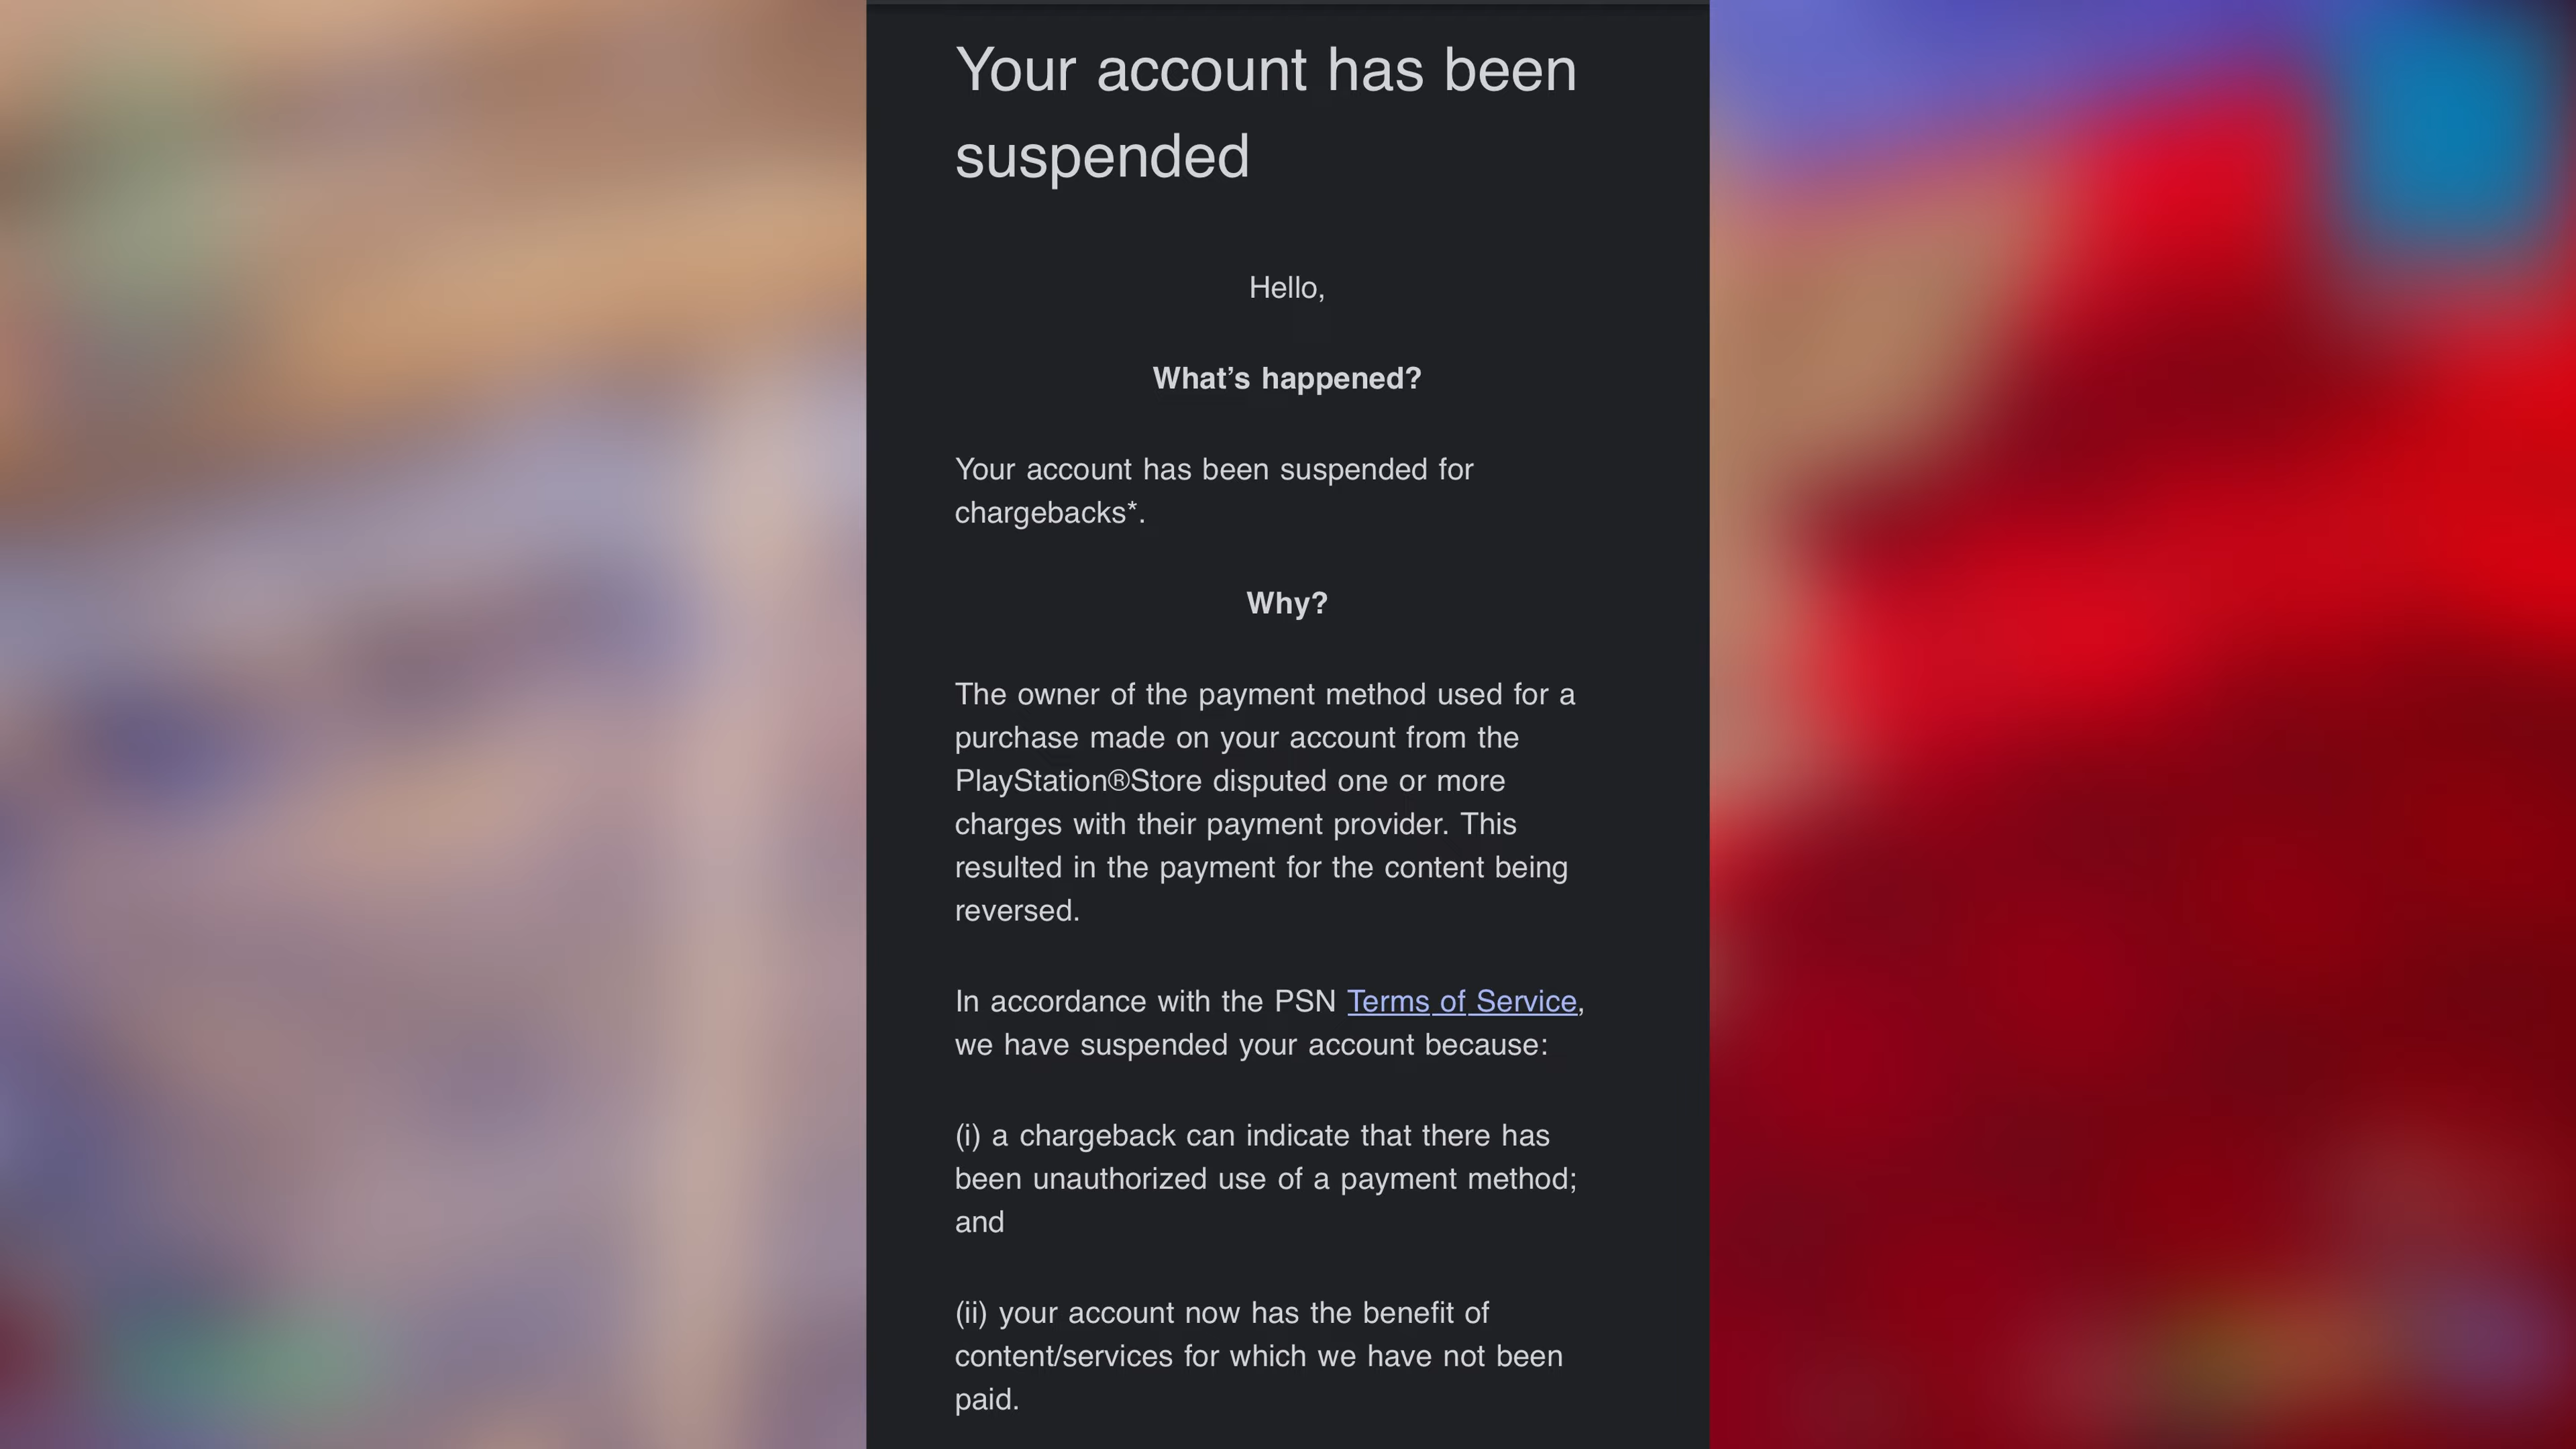 Your account has been
suspended
Hello,
What’s happened?
Your account has been suspended for
chargebacks*.
Why?
The owner of the payment method used for a
purchase made on your account from the
PlayStation®Store disputed one or more
charges with their payment provider. This
resulted in the payment for the content being
reversed.
In accordance with the PSN Terms of Service,
we have suspended your account because:
(i) a chargeback can indicate that there has
been unauthorized use of a payment method;
and
(ii) your account now has the benefit of
content/services for which we have not been
paid.